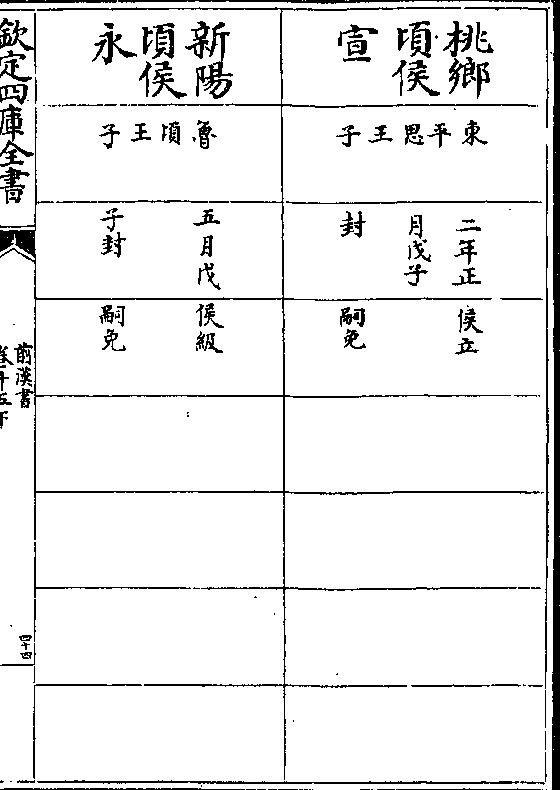 桃鄉
頃侯
宣
東平思王子
二年正
月戊子
封
侯立
嗣免
新陽
頃侯
永
魯頃王子
五月戊
子封
侯級
嗣免
欽定四庫全書
前漢書
卷十五下
四十四